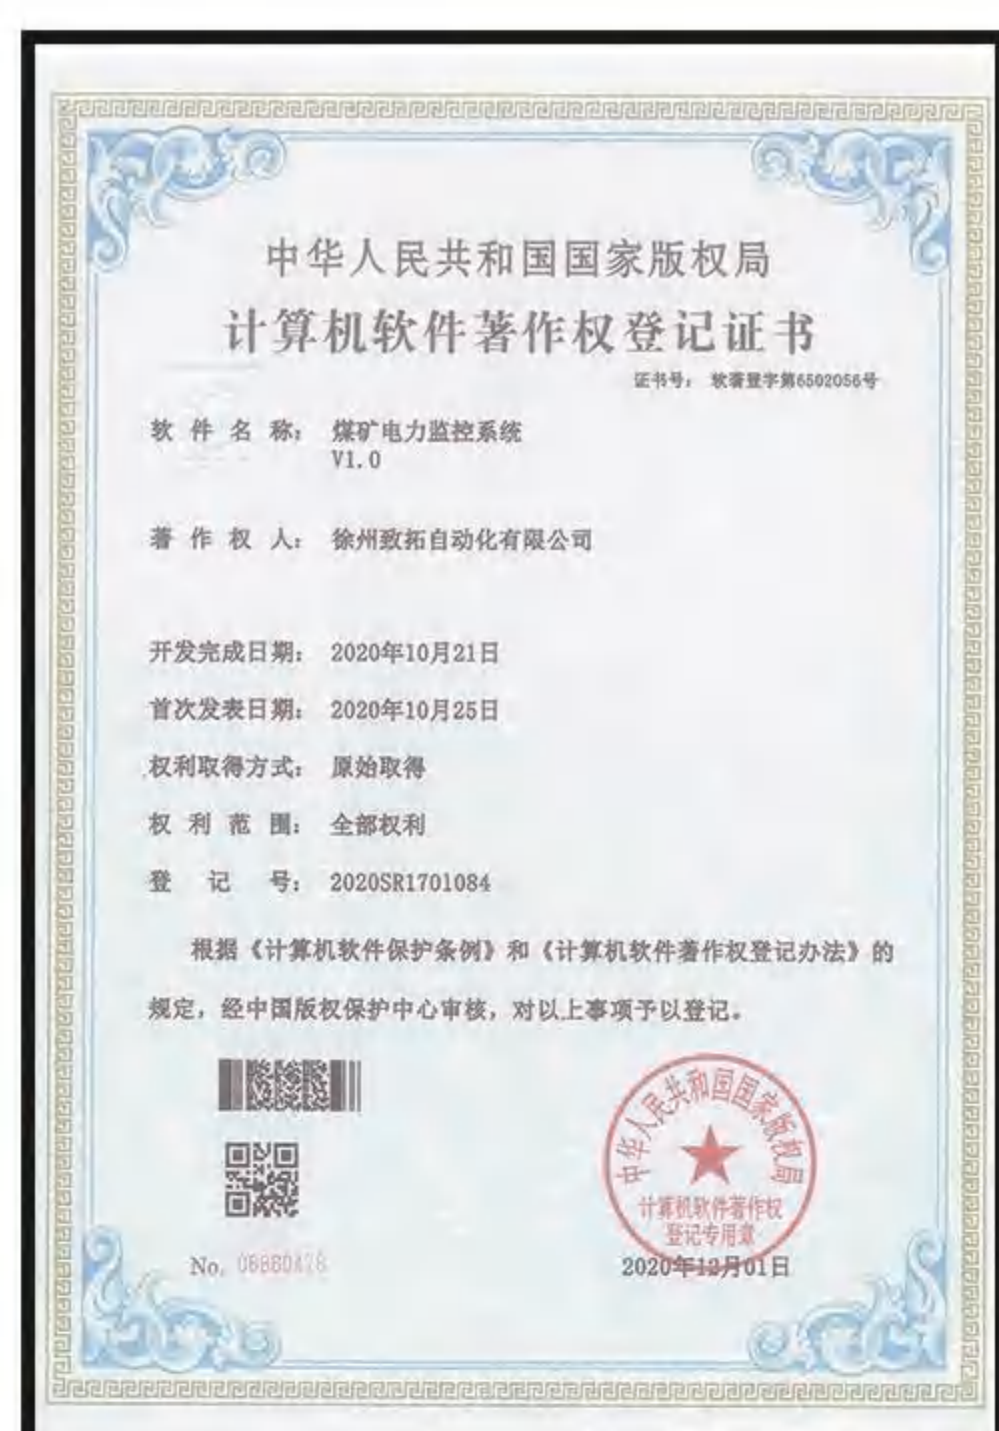 中华人民共和国国家版权局
计算机软件著作权登记证书
证书号： 软著登字第6502056号
软件名称： 煤矿电力监控系统
V1.0
著作权人： 徐州致拓自动化有限公司
开发完成日期： 2020年10月21日
首次发表日期： 2020年10月25日
权利取得方式： 原始取得
权利范围： 全部权利
登记号： 2020SR1701084
根据《计算机软件保护条例》和《计算机软件著作权登记办法》的
规定，经中国版权保护中心审核，对以上事项予以登记。
中华人民共和国国家版权局
计算机软件著作权
登记专用章
No.
2020年12月01日